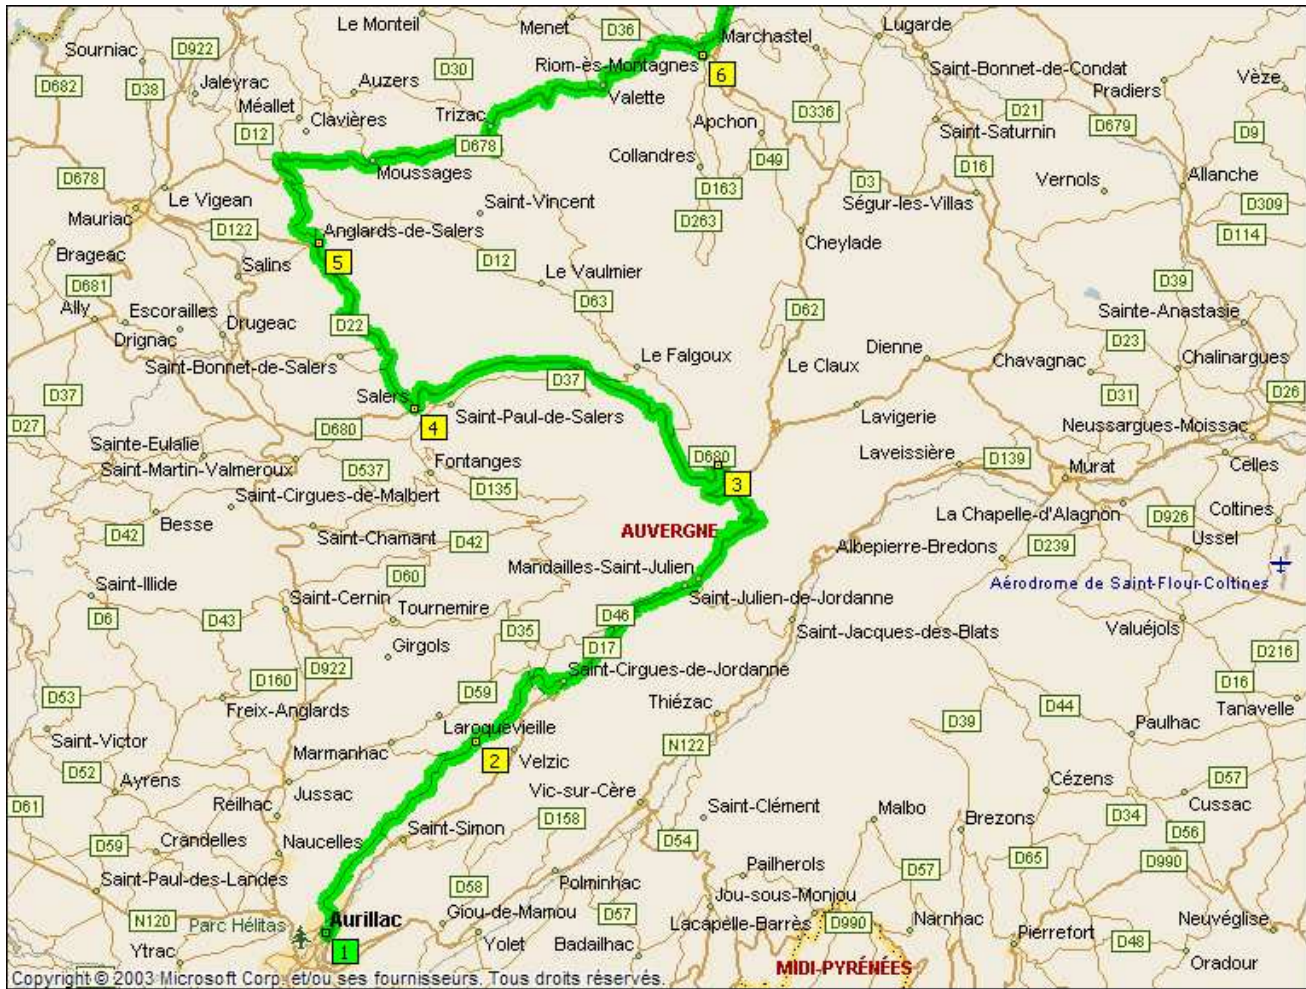 Le Monteil
Menet
D36
Marchastel
Lugarde
Sourniac
D922
Riom-ès-Montagnes
6
Saint-Bonnet-de-Condat
Vèze
D682
D38
Jaleyrac
D30
Auzers
Valette
Pradiers
Méallet
Trizac
D336
D21
D679
D12
Clavières
Apchon
Saint-Saturnin
D9
D678
Collandres
D49
D16
D678
Moussages
D163
D3
Vernols
Allanche
Le Vigean
Mauriac
Saint-Vincent
D263
Ségur-les-Villas
D309
D122
Anglards-de-Salers
Cheylade
D114
Brageac
5
Salins
D12
Le Vaulmier
D681
D39
Ally
Escorailles
D63
D62
Sainte-Anastasie
Drignac
Drugeac
D22
D23
Saint-Bonnet-de-Salers
Le Falgoux
Le Claux
Dienne
Chavagnac
Chalinargues
D37
D37
D31
D26
Salers
Saint-Paul-de-Salers
Lavigerie
D27
D680
4
Neussargues-Moissac
Sainte-Eulalie
D680
Laveissière
D139
Celles
Saint-Martin-Valmeroux
D537
Fontanges
3
Murat
Saint-Cirgues-de-Malbert
D135
Besse
La Chapelle-d'Alagnon
D926
Coltines
D42
Saint-Chamant
D42
AUVERGNE
Albepierre-Bredons
D239
Ussel
Saint-Illide
D60
Mandailles-Saint-Julien
Aérodrome de Saint-Flour-Coltines
Saint-Cernin
Tournemire
Saint-Julien-de-Jordanne
D6
D43
D46
D35
Saint-Jacques-des-Blats
Valuéjols
Girgols
D17
D216
D922
Saint-Cirgues-de-Jordanne
D160
D59
D16
D53
Freix-Anglards
Thiézac
D44
Tanavelle
D39
Laroquevieille
Paulhac
Saint-Victor
Marmanhac
N122
2
Velzic
D52
Ayrens
Jussac
Vic-sur-Cère
Cézens
D57
D61
Reilhac
Saint-Clément
Malbo
Cussac
D158
Brezons
D34
Saint-Simon
D59
Crandelles
Naucelles
D54
D56
D65
D990
Pailherols
D57
Saint-Paul-des-Landes
D58
Polminhac
Jou-sous-Monjou
N120
Parc Hélitas
Aurillac
Giou-de-Mamou
D57
Lacapelle-Barrès
D990
Narnhac
Neuvéglise
Ytrac
1
Yolet
Badailhac
Pierrefort
D48
Oradour
MIDI-PYRÉNÉES
Copyright © 2003 Microsoft Corp. et/ou ses fournisseurs. Tous droits réservés.